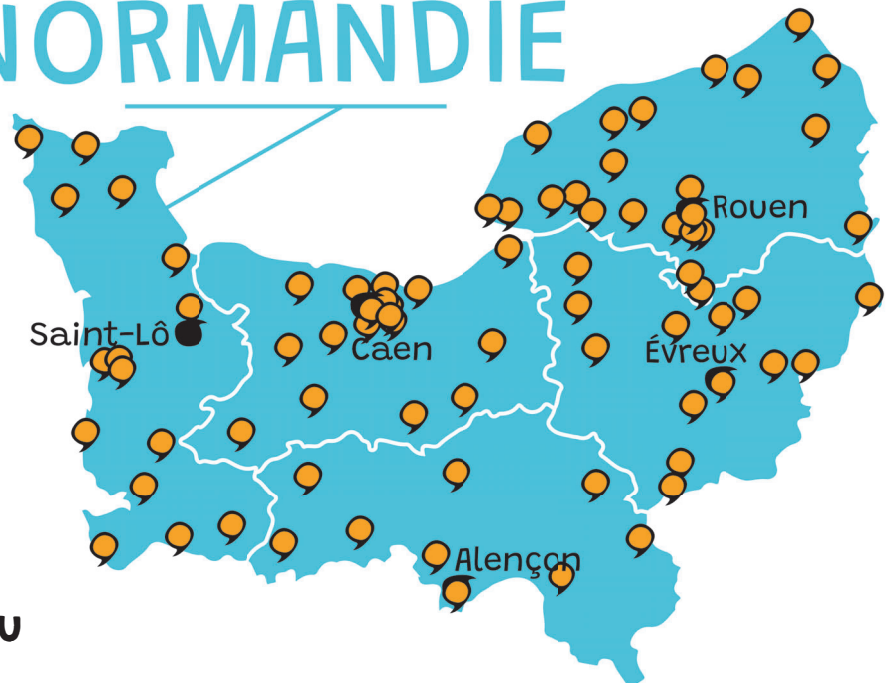 NORMANDIE
Rouen
Saint-Lô
Caen
Évreux
Alençon
U